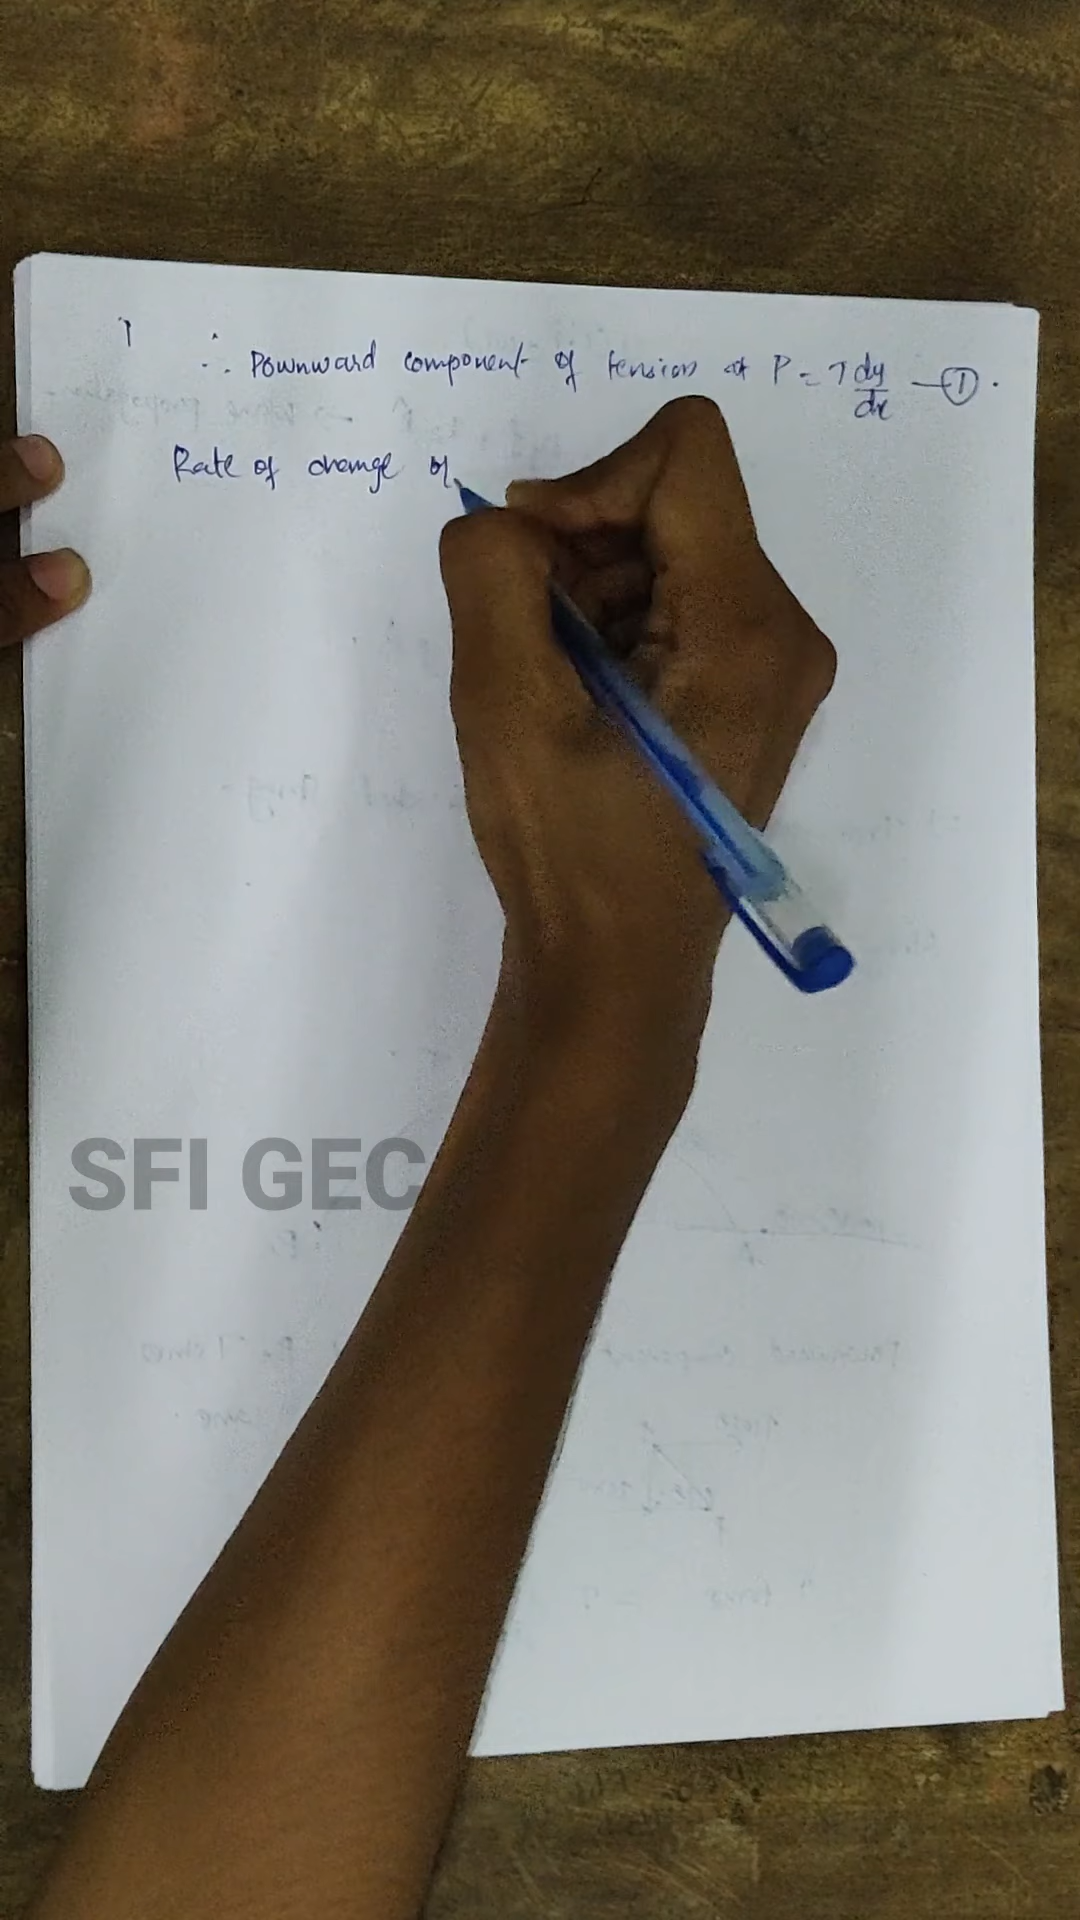 ∴ Downward component of tension at P = T dy/dx — ①.
Rate of change of
SFI GEC